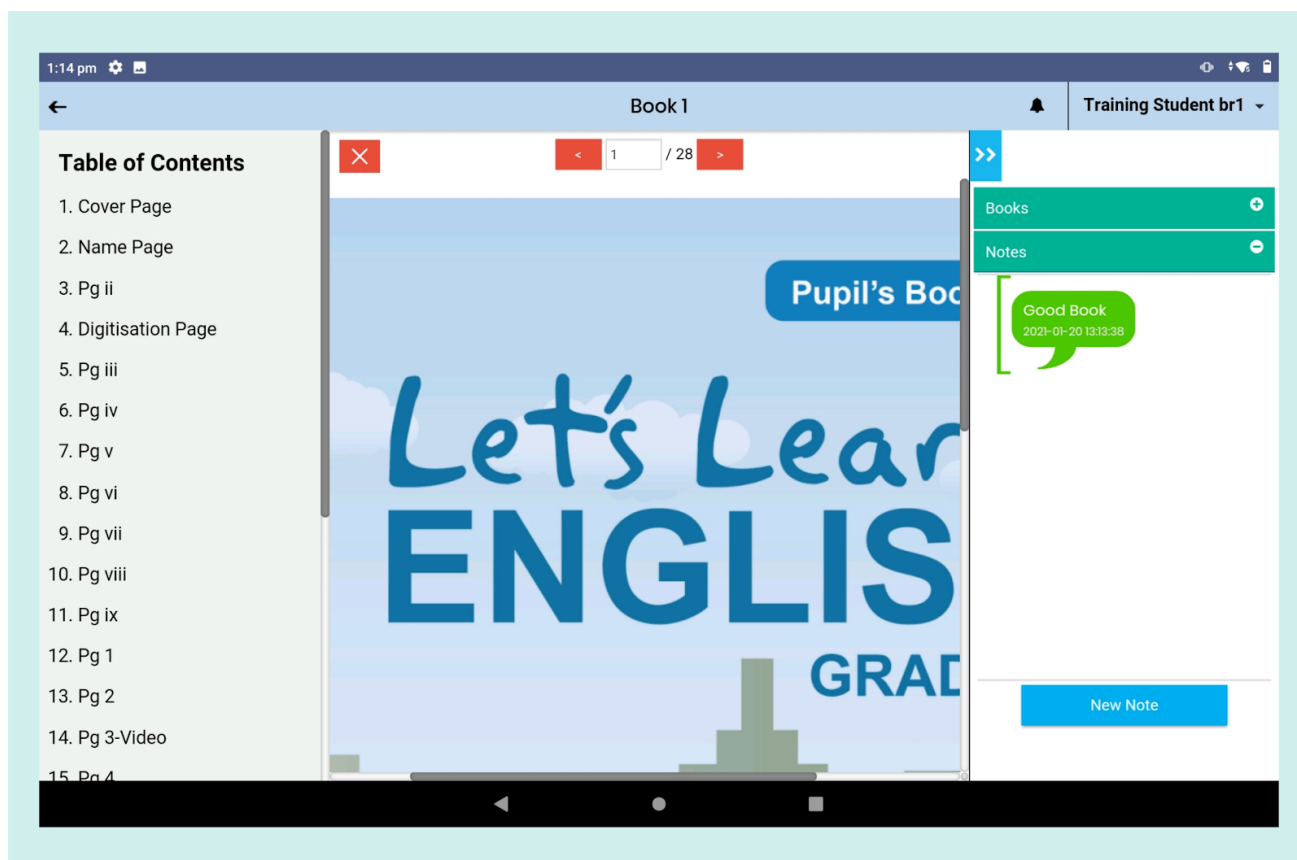 1:14 pm
Book 1
Training Student br1
Table of Contents
1. Cover Page
2. Name Page
3. Pg ii
4. Digitisation Page
5. Pg iii
6. Pg iv
7. Pg v
8. Pg vi
9. Pg vii
10. Pg viii
11. Pg ix
12. Pg 1
13. Pg 2
14. Pg 3-Video
15. Pg 4
< 1 / 28 >
Pupil's Boo
Let's Lear
ENGLIS
GRAD
>>
Books
Notes
Good Book
2021-01-20 13:13:38
New Note